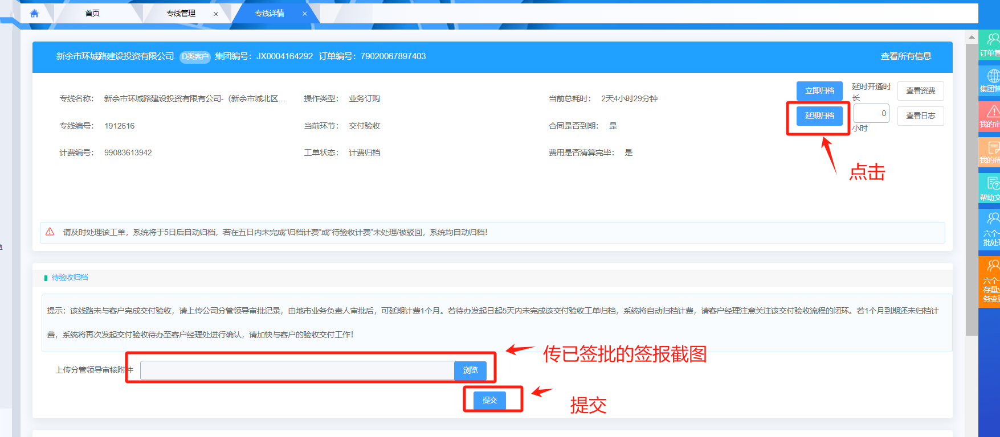 首页
专线管理 ×
专线详情 ×
新余市环城路建设投资有限公司. D类客户 集团编号：JX0004164292 订单编号：79020067897403
查看所有信息
专线名称： 新余市环城路建设投资有限有公司-（新余市城北区...
操作类型： 业务订购
当前总耗时： 2天4小时29分钟
立即归档
延时开通时长
查看资费
专线编号： 1912616
当前环节： 交付验收
合同是否到期： 是
延期归档
0
小时
查看日志
计费编号： 99083613942
工单状态： 计费归档
费用是否清算完毕： 是
点击
请及时处理该工单，系统将于5日后自动归档，若在五日内未完成“归档计费”或“待验收计费”未处理/被驳回，系统均自动归档！
待验收归档
提示：该线路未与客户完成交付验收，请上传公司分管领导审批记录，由地市业务负责人审批后，可延期计费1个月。若待办发起日起5天内未完成该交付验收工单归档，系统将自动归档计费，请客户经理注意关注该交付验收流程的闭环。若1个月到期还未归档计
费，系统将再次发起交付验收待办至客户经理处进行确认，请加快与客户的验收交付工作！
传已签批的签报截图
上传分管领导审核附件
浏览
提交
提交
订单管
集团管
我的审
我的待
帮助文
六个
批处理
六个
存量业
务变更